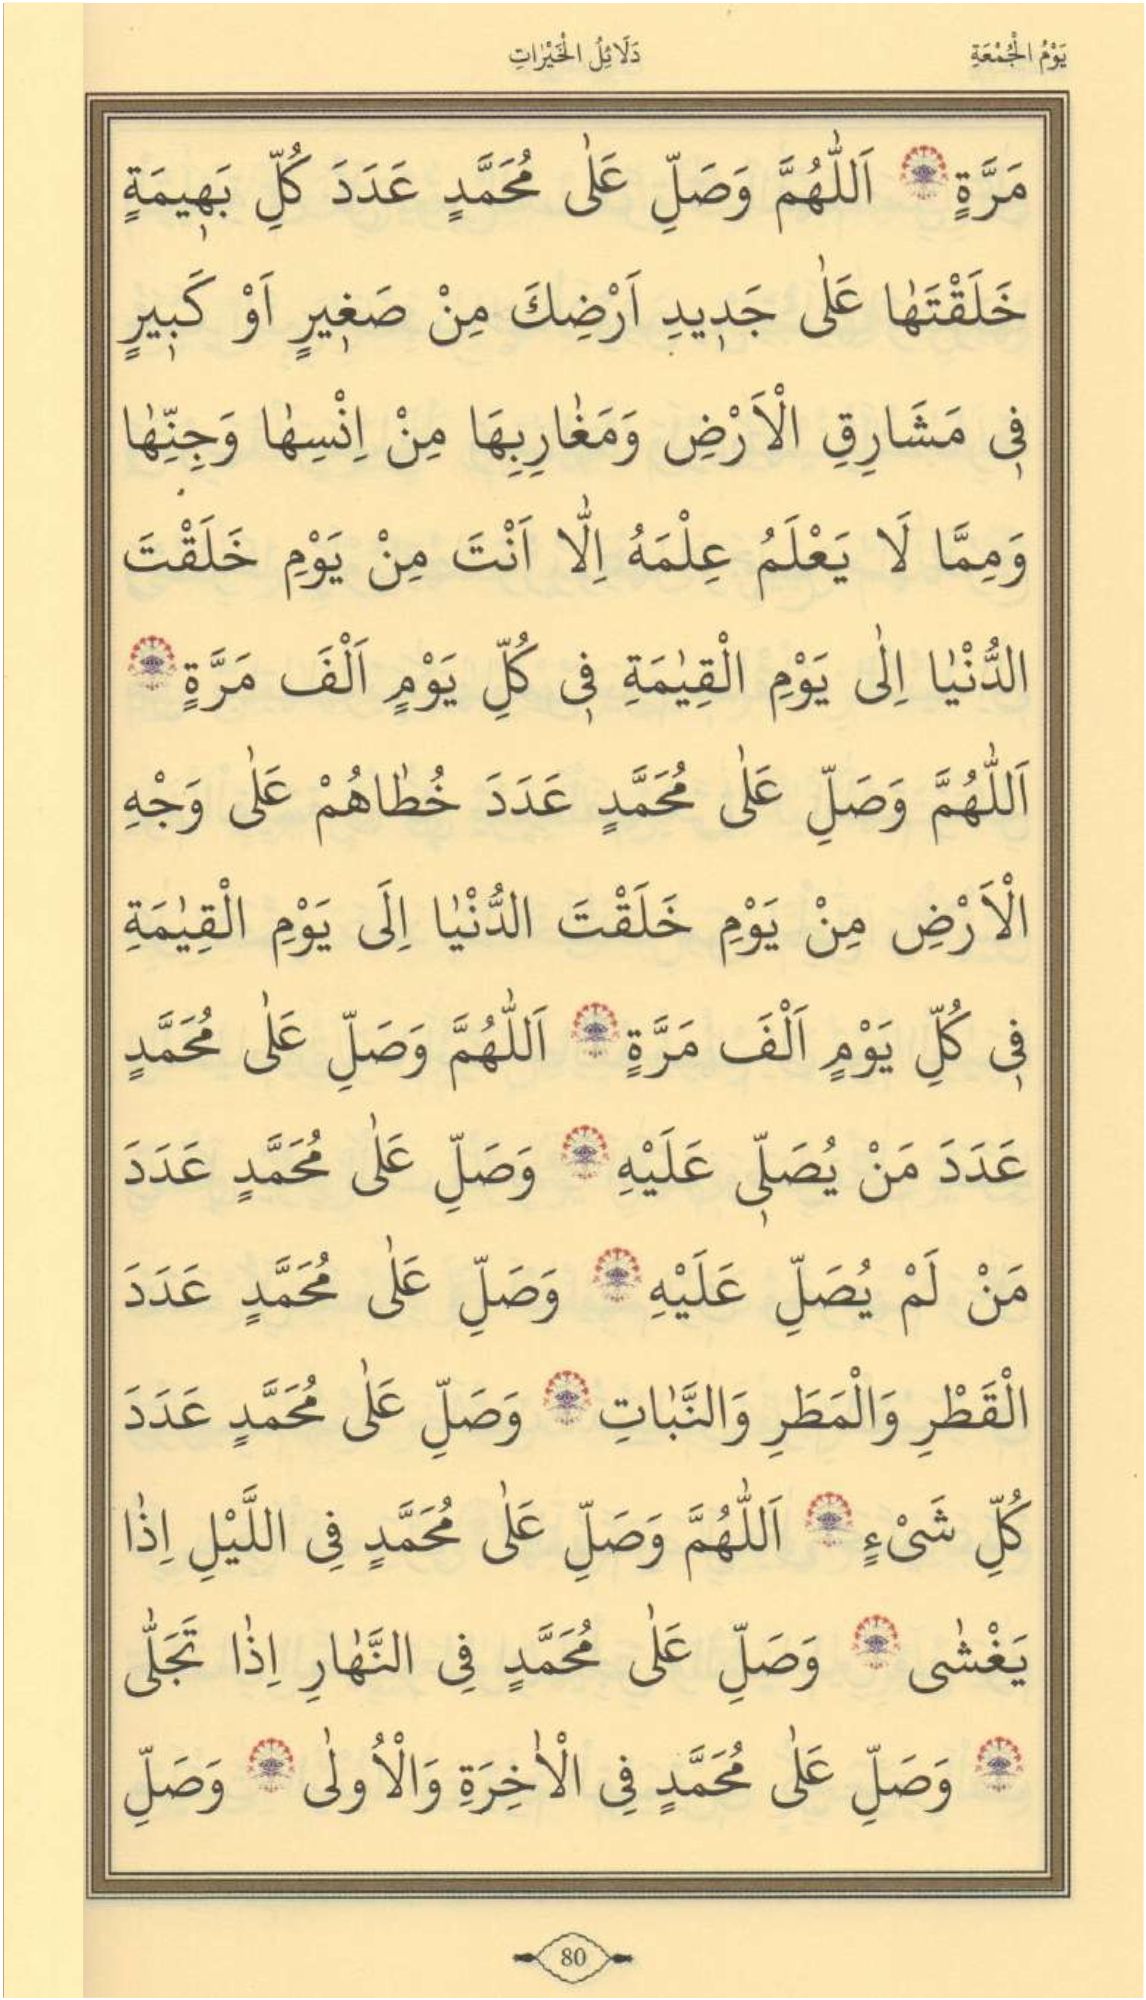 يَوْمُ الْجُمْعَةِ
دَلَائِلُ الْخَيْرَاتِ
مَرَّةٍ اَللّٰهُمَّ وَصَلِّ عَلٰى مُحَمَّدٍ عَدَدَ كُلِّ بَهٖيمَةٍ
خَلَقْتَهٰا عَلٰى جَدٖيدِ اَرْضِكَ مِنْ صَغٖيرٍ اَوْ كَبٖيرٍ
فٖى مَشَارِقِ الْاَرْضِ وَمَغٰارِبِهَا مِنْ اِنْسِهٰا وَجِنِّهٰا
وَمِمَّا لَا يَعْلَمُ عِلْمَهُ اِلّٰا اَنْتَ مِنْ يَوْمِ خَلَقْتَ
الدُّنْيٰا اِلٰى يَوْمِ الْقِيٰمَةِ فٖى كُلِّ يَوْمٍ اَلْفَ مَرَّةٍ
اَللّٰهُمَّ وَصَلِّ عَلٰى مُحَمَّدٍ عَدَدَ خُطٰاهُمْ عَلٰى وَجْهِ
الْاَرْضِ مِنْ يَوْمِ خَلَقْتَ الدُّنْيٰا اِلَى يَوْمِ الْقِيٰمَةِ
فٖى كُلِّ يَوْمٍ اَلْفَ مَرَّةٍ اَللّٰهُمَّ وَصَلِّ عَلٰى مُحَمَّدٍ
عَدَدَ مَنْ يُصَلّٖى عَلَيْهِ وَصَلِّ عَلٰى مُحَمَّدٍ عَدَدَ
مَنْ لَمْ يُصَلِّ عَلَيْهِ وَصَلِّ عَلٰى مُحَمَّدٍ عَدَدَ
الْقَطْرِ وَالْمَطَرِ وَالنَّبٰاتِ وَصَلِّ عَلٰى مُحَمَّدٍ عَدَدَ
كُلِّ شَىْءٍ اَللّٰهُمَّ وَصَلِّ عَلٰى مُحَمَّدٍ فِى اللَّيْلِ اِذٰا
يَغْشٰى وَصَلِّ عَلٰى مُحَمَّدٍ فِى النَّهٰارِ اِذٰا تَجَلّٰى
وَصَلِّ عَلٰى مُحَمَّدٍ فِى الْاٰخِرَةِ وَالْاُولٰى وَصَلِّ
80